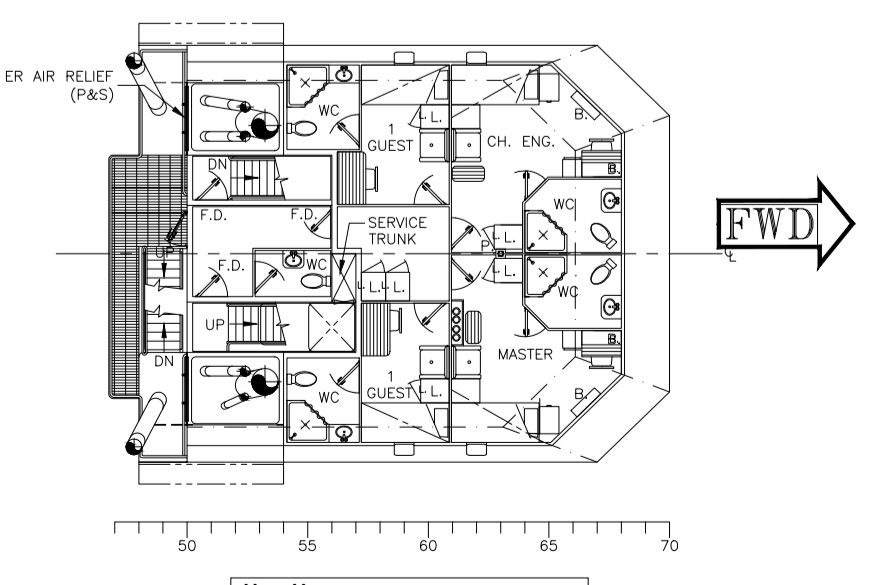 ER AIR RELIEF
(P&S)
WC
L.
1
GUEST
CH. ENG.
B.
B.
DN
F.D.
F.D.
SERVICE
TRUNK
WC
FWD
UP
F.D.
WC
L.
P.
L.
L.
L.
WC
UP
DN
MASTER
B.
1
GUEST
L.
WC
B.
50
55
60
65
70